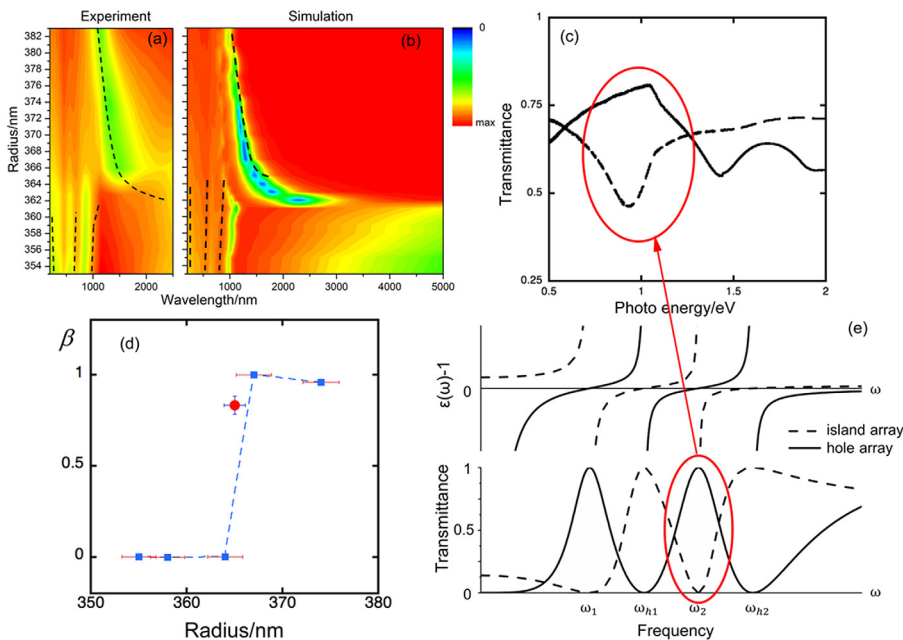 Experiment
Simulation
(a)
(b)
Radius/nm
382
380
378
376
374
372
370
368
366
364
362
360
358
356
354
1000
2000
1000
2000
3000
4000
5000
Wavelength/nm
0
max
(c)
Transmittance
1
0.75
0.5
0.25
0.5
1
1.5
2
Photo energy/eV
β
(d)
1
0.5
0
350
360
370
380
Radius/nm
(e)
ε(ω)-1
0
ω
island array
hole array
Transmittance
1
0.5
0
ω₁
ωₕ₁
ω₂
ωₕ₂
ω
Frequency